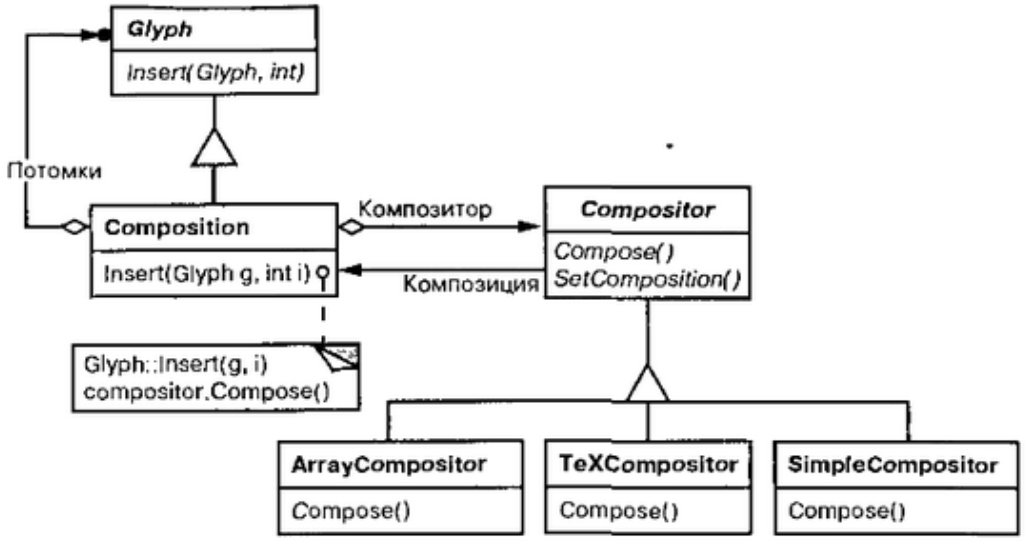 Glyph
Insert(Glyph, int)
Потомки
Composition
Insert(Glyph g, int i)
Композитор
Композиция
Compositor
Compose()
SetComposition()
Glyph::Insert(g, i)
compositor.Compose()
ArrayCompositor
Compose()
TeXCompositor
Compose()
SimpleCompositor
Compose()